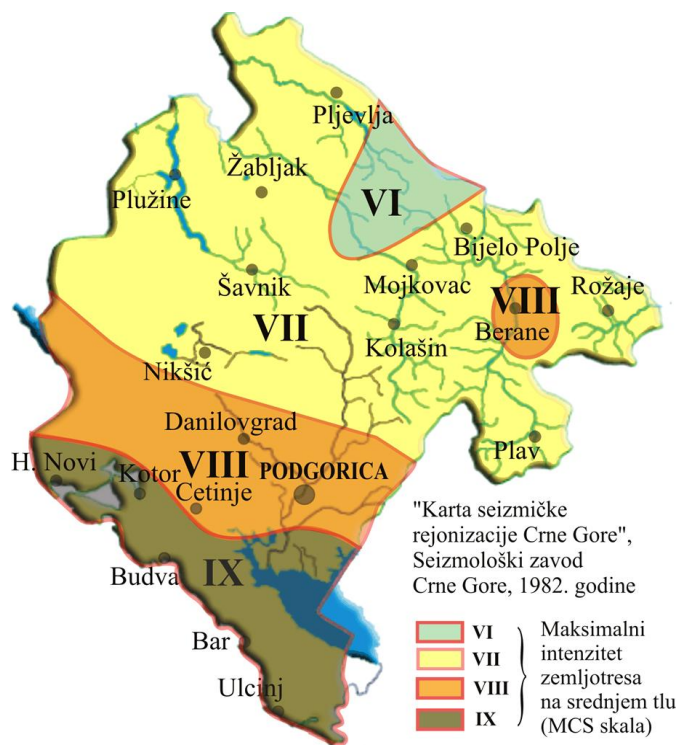 Pljevlja
Žabljak
Plužine
VI
Bijelo Polje
Šavnik
Mojkovac
Rožaje
VIII
VII
Berane
Kolašin
Nikšić
Danilovgrad
Plav
H. Novi
VIII
PODGORICA
Kotor
Cetinje
"Karta seizmičke
rejonizacije Crne Gore",
Seizmološki zavod
Crne Gore, 1982. godine
Budva
IX
Bar
Ulcinj
VI
VII
VIII
IX
Maksimalni
intenzitet
zemljotresa
na srednjem tlu
(MCS skala)